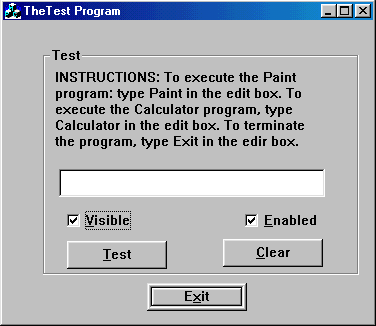 TheTest Program
Test
INSTRUCTIONS: To execute the Paint
program: type Paint in the edit box. To
execute the Calculator program, type
Calculator in the edit box. To terminate
the program, type Exit in the edir box.
Visible
Enabled
Test
Clear
Exit